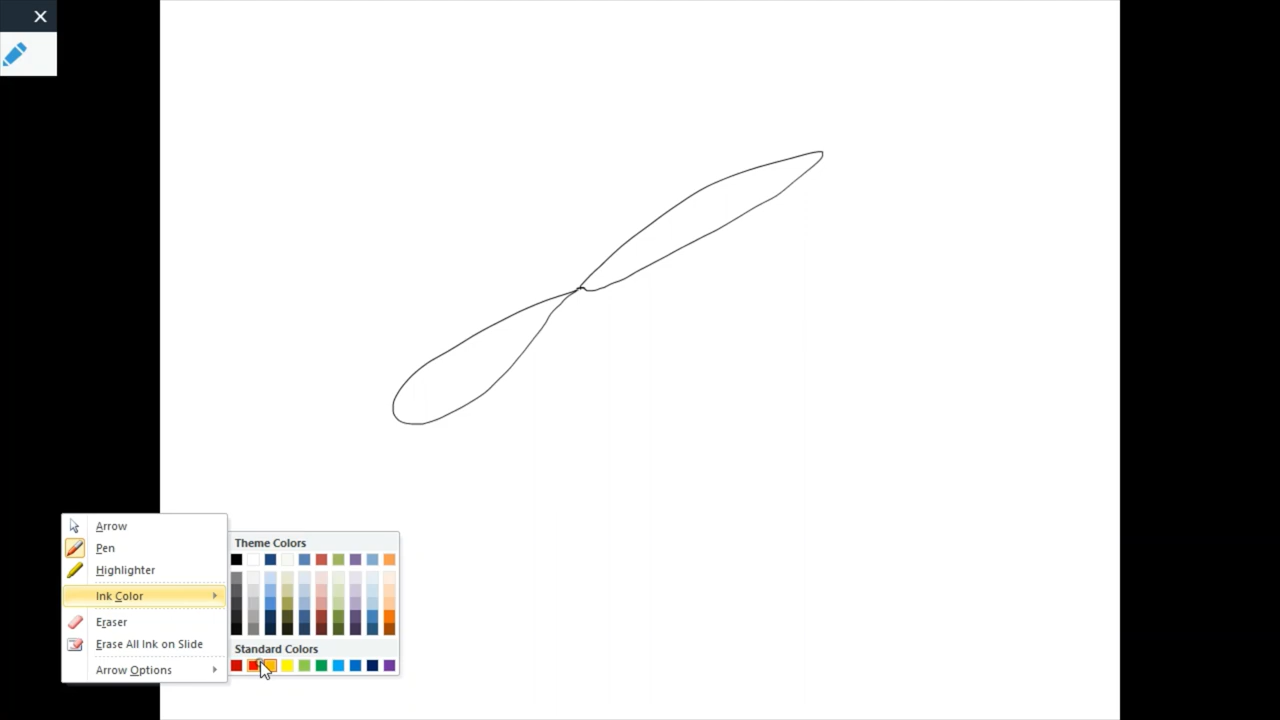 Arrow
Pen
Highlighter
Ink Color
Eraser
Erase All Ink on Slide
Arrow Options
Theme Colors
Standard Colors